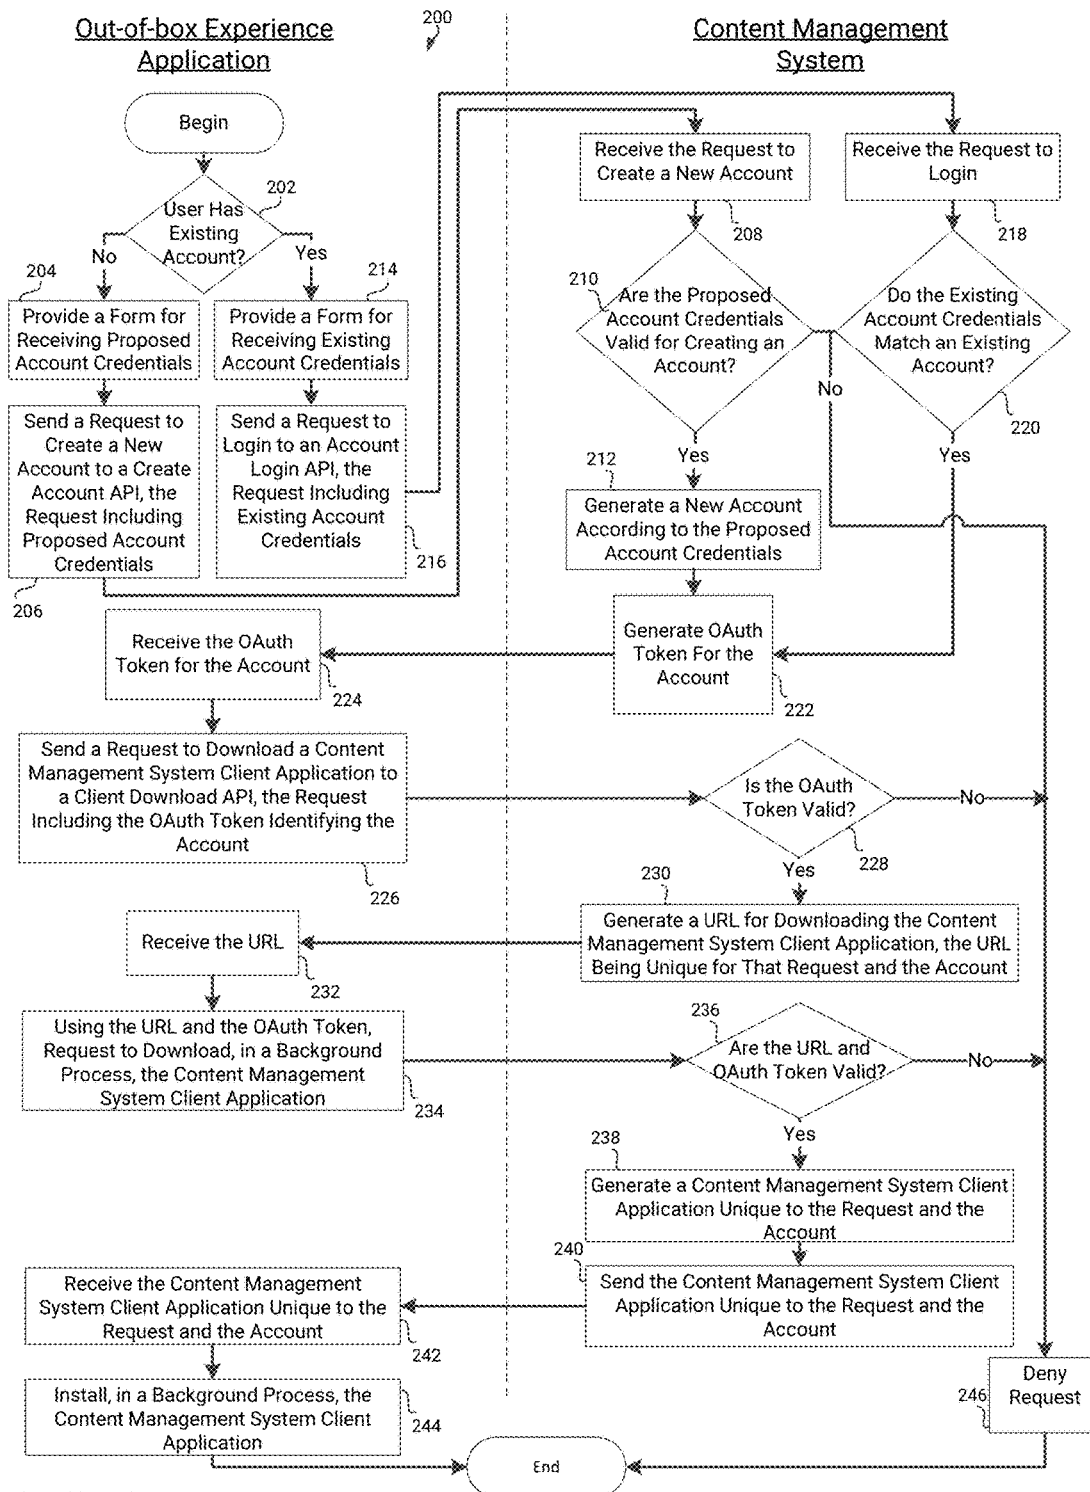 Out-of-box Experience
Application
200
Content Management
System
Begin
202
User Has
Existing
Account?
No
Yes
204
Provide a Form for
Receiving Proposed
Account Credentials
214
Provide a Form for
Receiving Existing
Account Credentials
Send a Request to
Create a New
Account to a Create
Account API, the
Request Including
Proposed Account
Credentials
206
Send a Request to
Login to an Account
Login API, the
Request Including
Existing Account
Credentials
216
Receive the Request to
Create a New Account
208
Receive the Request to
Login
218
210
Are the Proposed
Account Credentials
Valid for Creating an
Account?
Do the Existing
Account Credentials
Match an Existing
Account?
220
No
Yes
Yes
212
Generate a New Account
According to the Proposed
Account Credentials
Generate OAuth
Token For the
Account
222
Receive the OAuth
Token for the Account
224
Send a Request to Download a Content
Management System Client Application to
a Client Download API, the Request
Including the OAuth Token Identifying the
Account
226
Is the OAuth
Token Valid?
228
No
Yes
230
Generate a URL for Downloading the Content
Management System Client Application, the URL
Being Unique for That Request and the Account
Receive the URL
232
Using the URL and the OAuth Token,
Request to Download, in a Background
Process, the Content Management
System Client Application
234
236
Are the URL and
OAuth Token Valid?
No
Yes
238
Generate a Content Management System Client
Application Unique to the Request and the
Account
240
Send the Content Management System Client
Application Unique to the Request and the
Account
Receive the Content Management
System Client Application Unique to the
Request and the Account
242
Install, in a Background Process, the
Content Management System Client
Application
244
Deny
Request
246
End